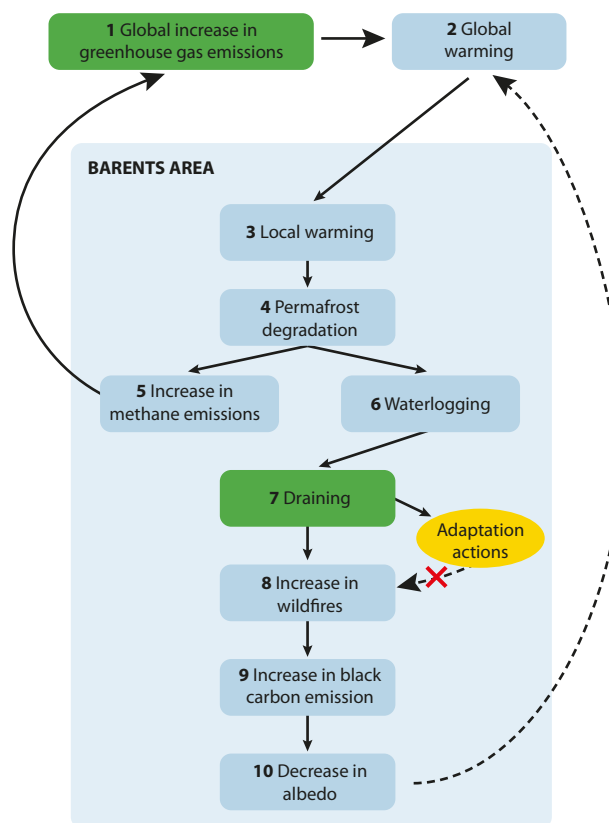 1 Global increase in
greenhouse gas emissions
2 Global
warming
BARENTS AREA
3 Local warming
4 Permafrost
degradation
5 Increase in
methane emissions
6 Waterlogging
7 Draining
Adaptation
actions
8 Increase in
wildfires
9 Increase in black
carbon emission
10 Decrease in
albedo